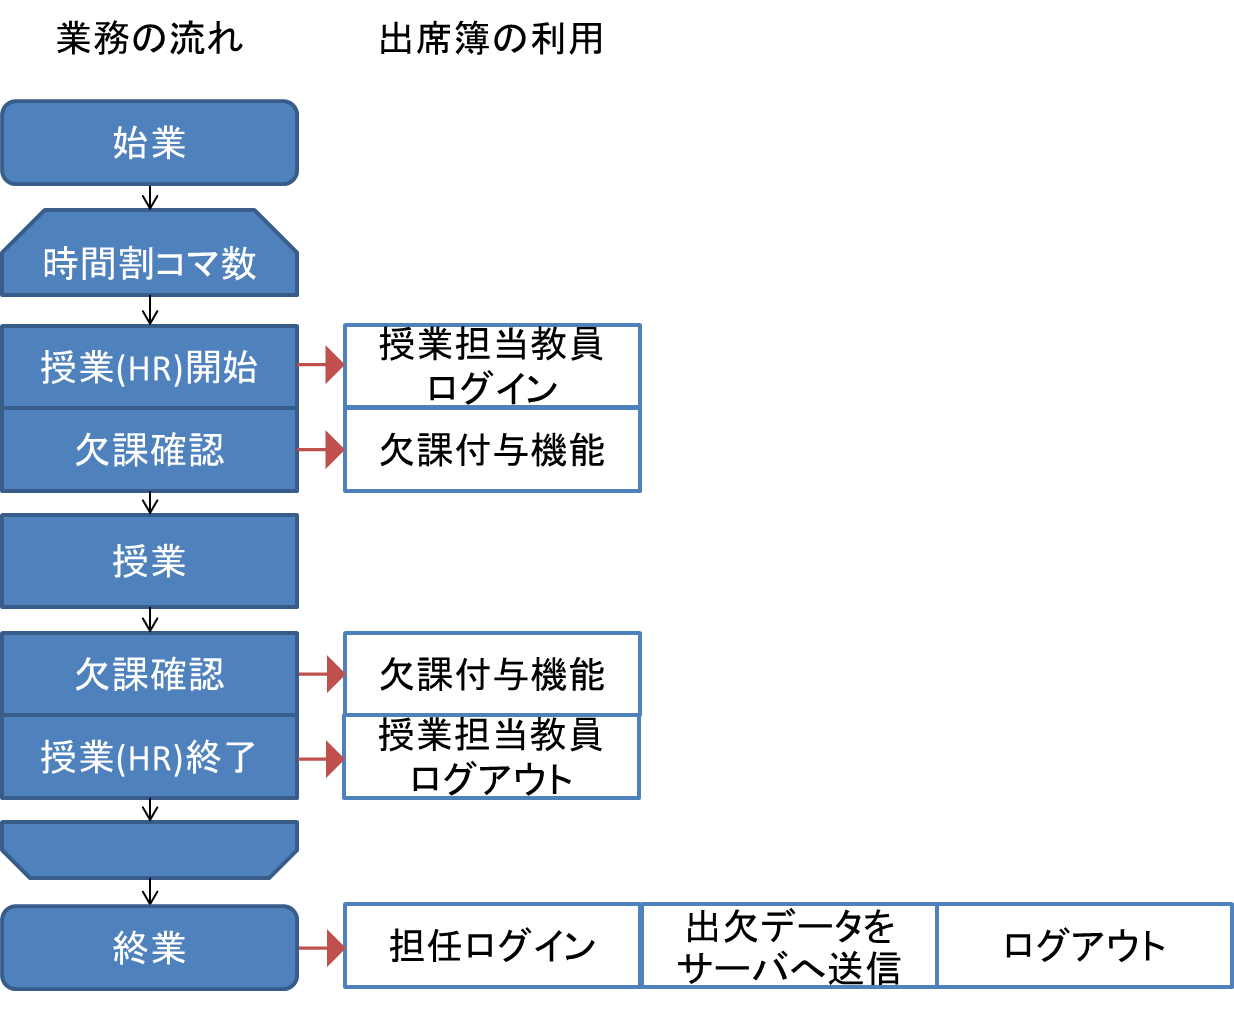 業務の流れ
出席簿の利用
始業
時間割コマ数
授業(HR)開始
授業担当教員
ログイン
欠課確認
欠課付与機能
授業
欠課確認
欠課付与機能
授業(HR)終了
授業担当教員
ログアウト
終業
担任ログイン
出欠データを
サーバへ送信
ログアウト